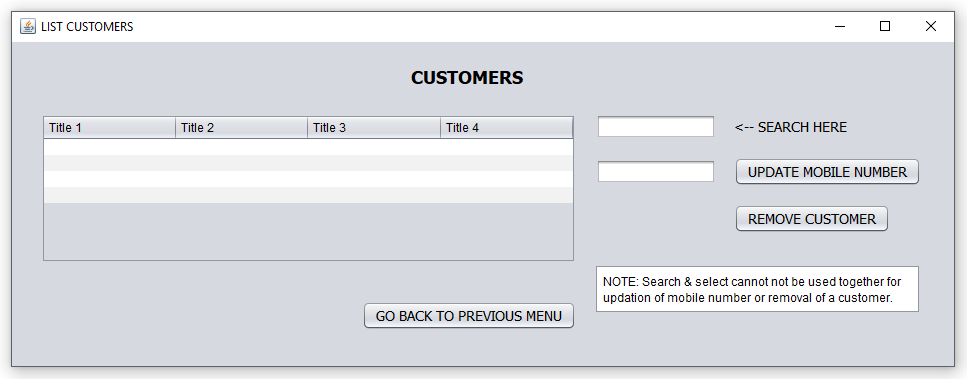 LIST CUSTOMERS
CUSTOMERS
Title 1 Title 2 Title 3 Title 4
<-- SEARCH HERE
UPDATE MOBILE NUMBER
REMOVE CUSTOMER
NOTE: Search & select cannot not be used together for
updation of mobile number or removal of a customer.
GO BACK TO PREVIOUS MENU